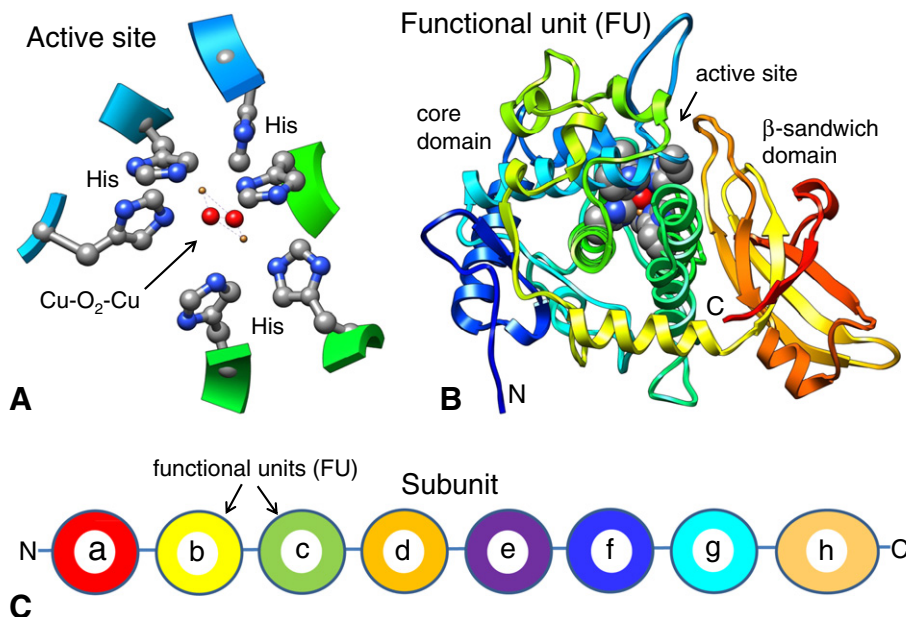 Active site
His
His
His
Cu-O₂-Cu
A
Functional unit (FU)
active site
core
domain
β-sandwich
domain
C
N
B
functional units (FU)
Subunit
N
a
b
c
d
e
f
g
h
C
C